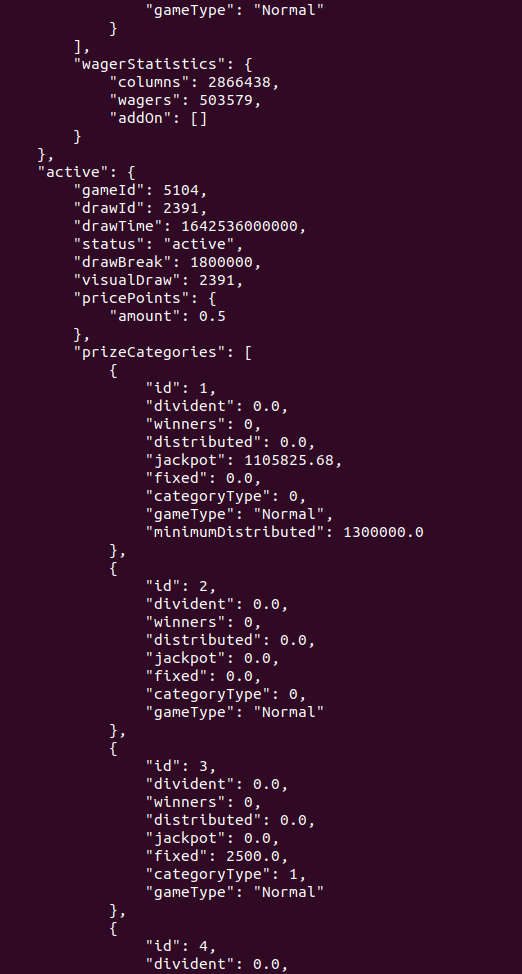 "gameType": "Normal"
}
],
"wagerStatistics": {
"columns": 2866438,
"wagers": 503579,
"addOn": []
}
},
"active": {
"gameId": 5104,
"drawId": 2391,
"drawTime": 1642536000000,
"status": "active",
"drawBreak": 1800000,
"visualDraw": 2391,
"pricePoints": {
"amount": 0.5
},
"prizeCategories": [
{
"id": 1,
"divident": 0.0,
"winners": 0,
"distributed": 0.0,
"jackpot": 1105825.68,
"fixed": 0.0,
"categoryType": 0,
"gameType": "Normal",
"minimumDistributed": 1300000.0
},
{
"id": 2,
"divident": 0.0,
"winners": 0,
"distributed": 0.0,
"jackpot": 0.0,
"fixed": 0.0,
"categoryType": 0,
"gameType": "Normal"
},
{
"id": 3,
"divident": 0.0,
"winners": 0,
"distributed": 0.0,
"jackpot": 0.0,
"fixed": 2500.0,
"categoryType": 1,
"gameType": "Normal"
},
{
"id": 4,
"divident": 0.0,